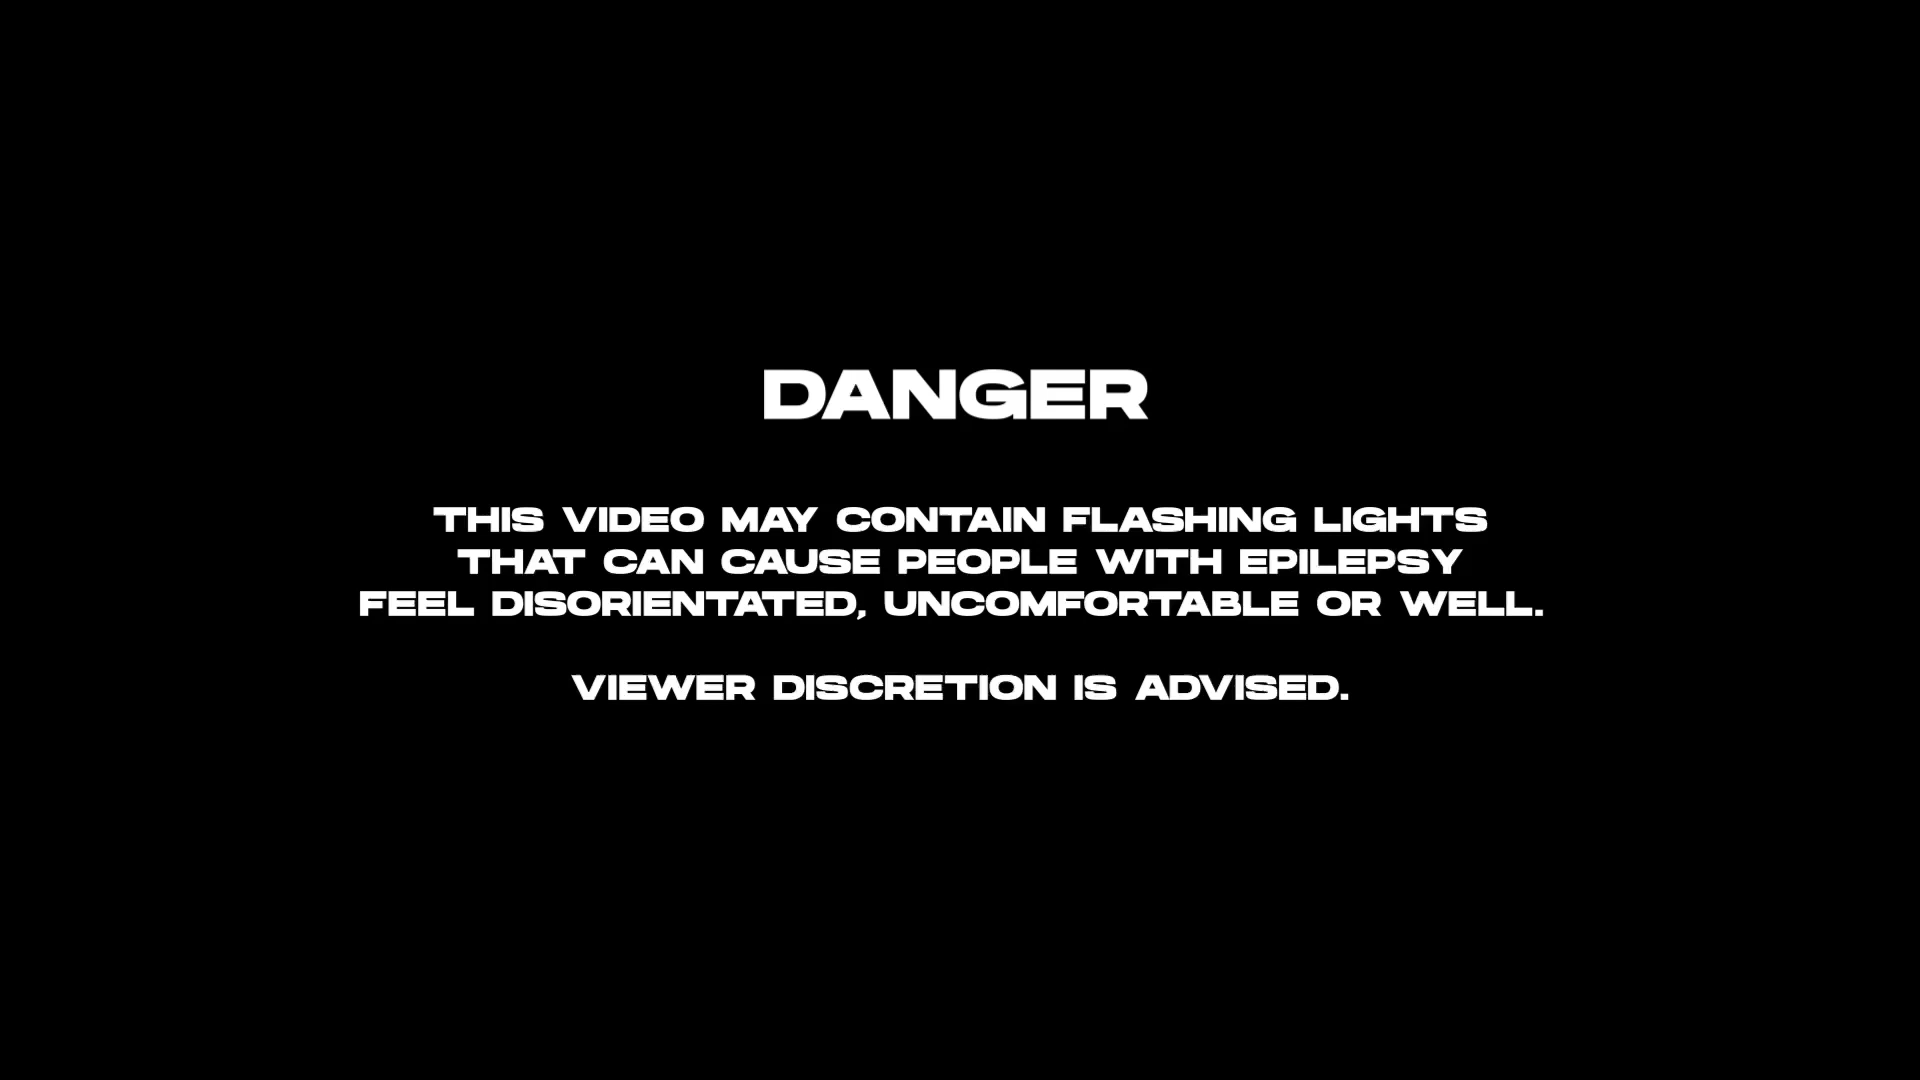 DANGER
THIS VIDEO MAY CONTAIN FLASHING LIGHTS
THAT CAN CAUSE PEOPLE WITH EPILEPSY
FEEL DISORIENTATED, UNCOMFORTABLE OR WELL.
VIEWER DISCRETION IS ADVISED.